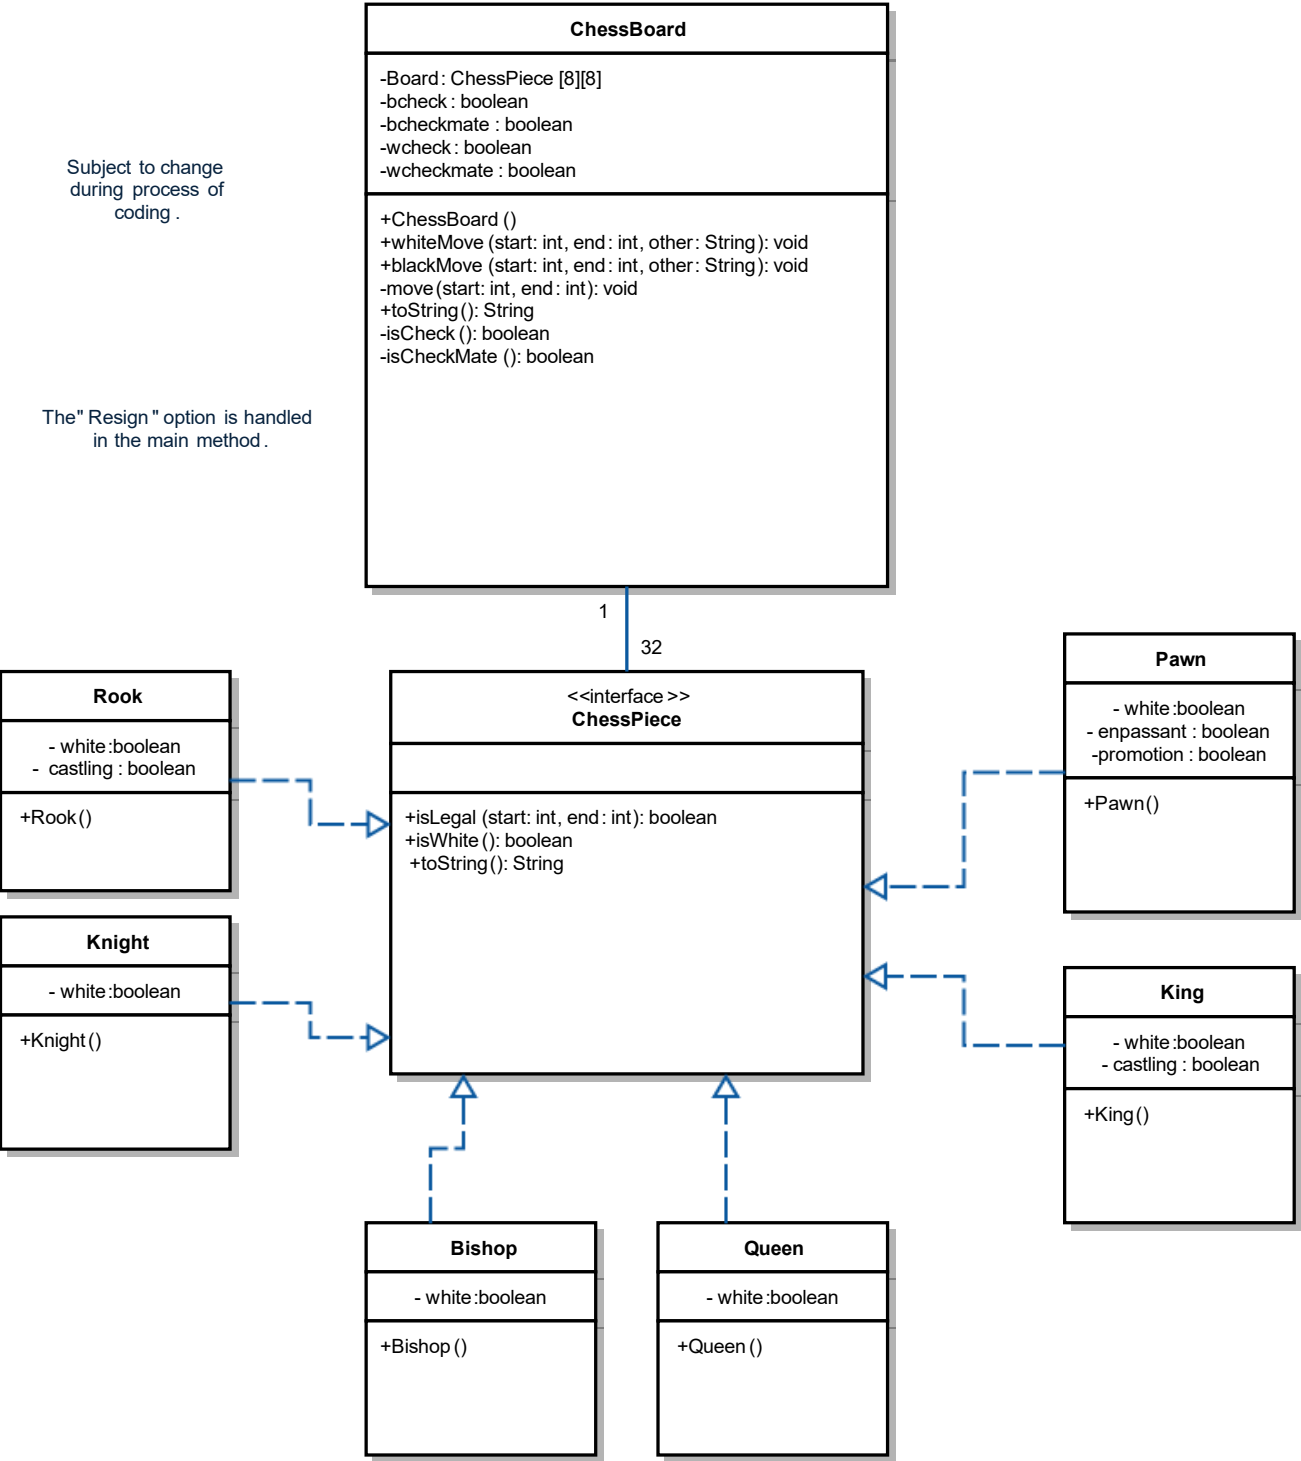 ChessBoard
-Board: ChessPiece [8][8]
-bcheck: boolean
-bcheckmate : boolean
-wcheck: boolean
-wcheckmate : boolean
+ChessBoard ()
+whiteMove (start: int, end: int, other: String): void
+blackMove (start: int, end: int, other: String): void
-move(start: int, end: int): void
+toString(): String
-isCheck (): boolean
-isCheckMate (): boolean
Subject to change
during process of
coding .
The" Resign " option is handled
in the main method .
1
32
<<interface >>
ChessPiece
+isLegal (start: int, end: int): boolean
+isWhite(): boolean
+toString(): String
Rook
- white:boolean
- castling : boolean
+Rook()
Knight
- white:boolean
+Knight()
Pawn
- white:boolean
- enpassant : boolean
-promotion : boolean
+Pawn()
King
- white:boolean
- castling : boolean
+King()
Bishop
- white:boolean
+Bishop ()
Queen
- white:boolean
+Queen ()